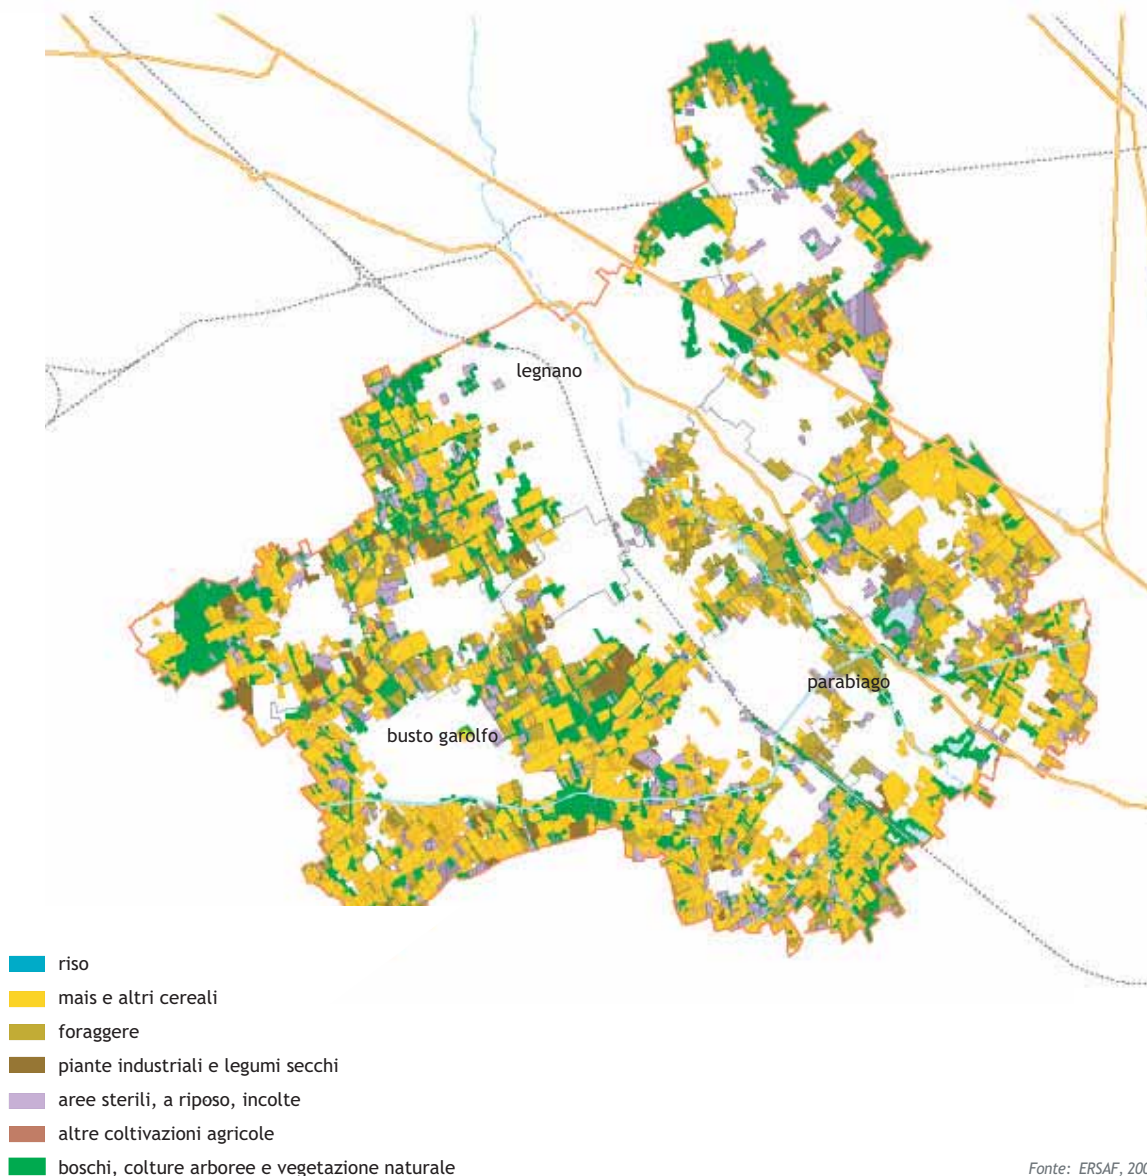 legnano
parabiago
busto garolfo
riso
mais e altri cereali
foraggere
piante industriali e legumi secchi
aree sterili, a riposo, incolte
altre coltivazioni agricole
boschi, colture arboree e vegetazione naturale
Fonte: ERSAF,